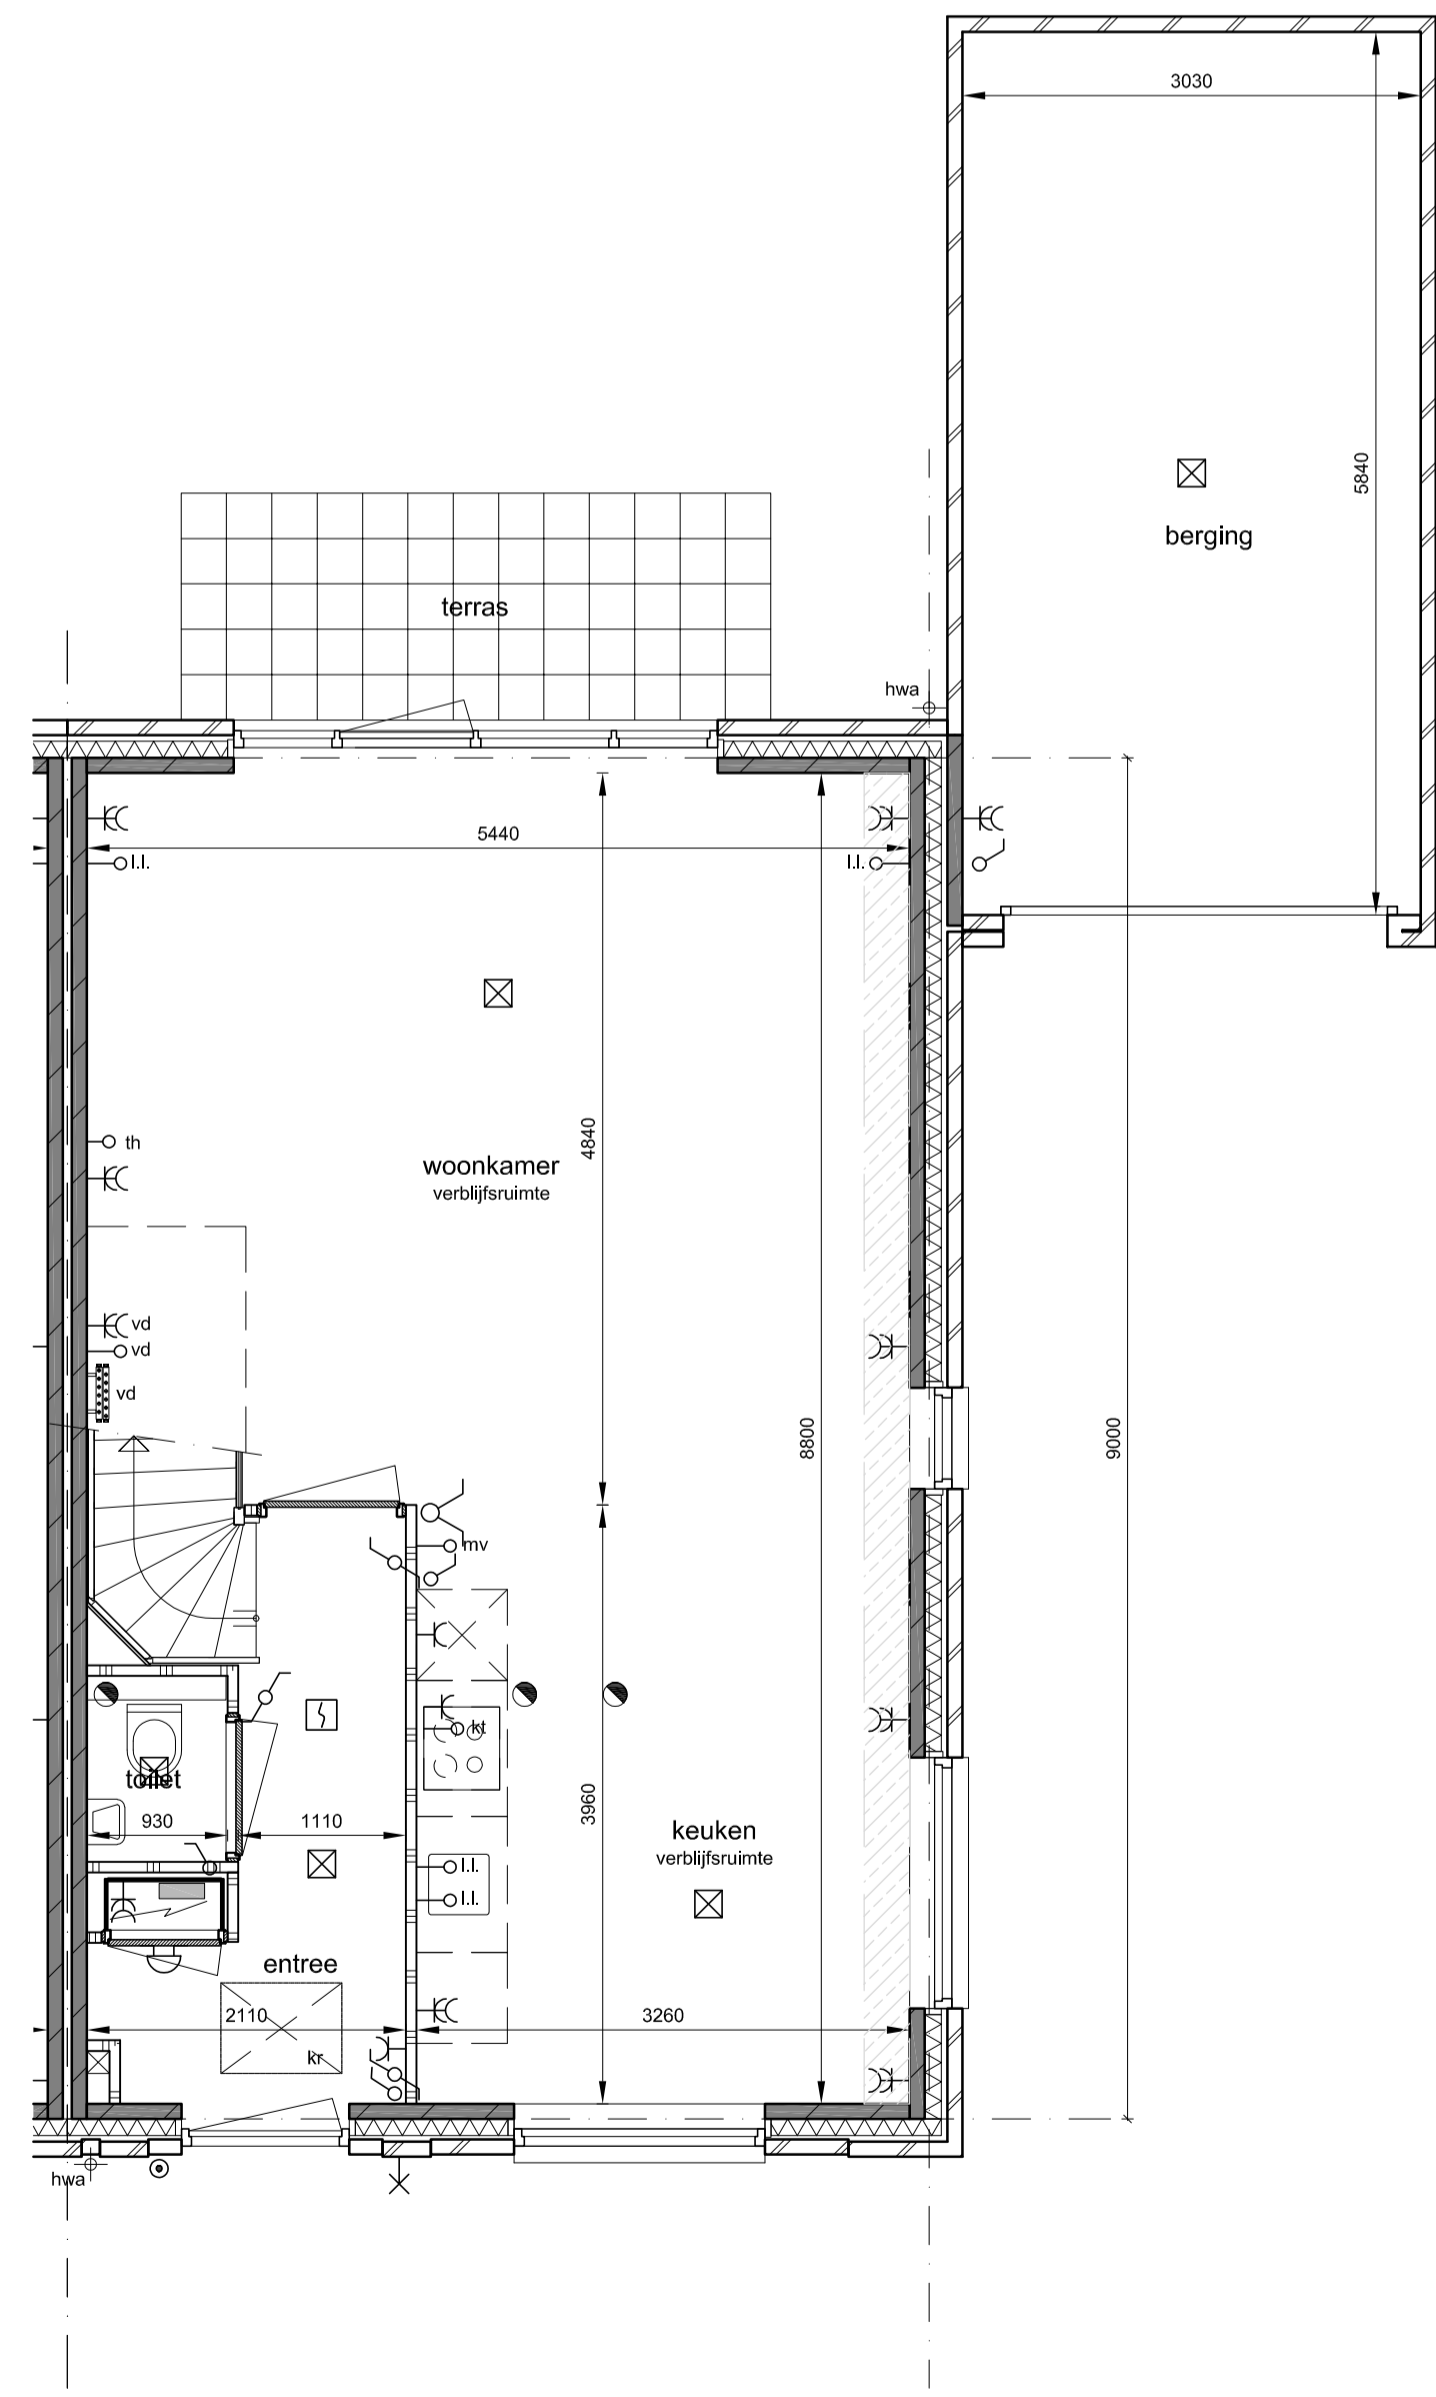 3030
5840
berging
terras
hwa
5440
l.l.
l.l.
4840
th
woonkamer
verblijfsruimte
vd
vd
vd
8800
9000
mv
kt
toilet
930
1110
3960
keuken
verblijfsruimte
l.l.
l.l.
entree
2110
3260
kr
hwa